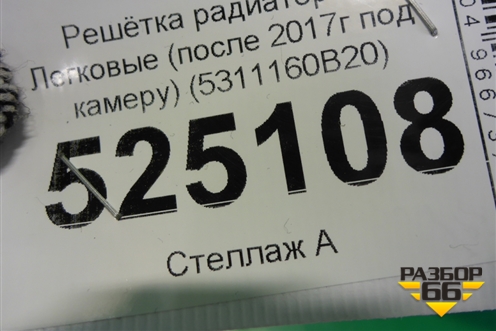 Решётка радиатор
Легковые (после 2017г под
камеру) (5311160B20)
525108
Стеллаж А
РАЗБОР
66